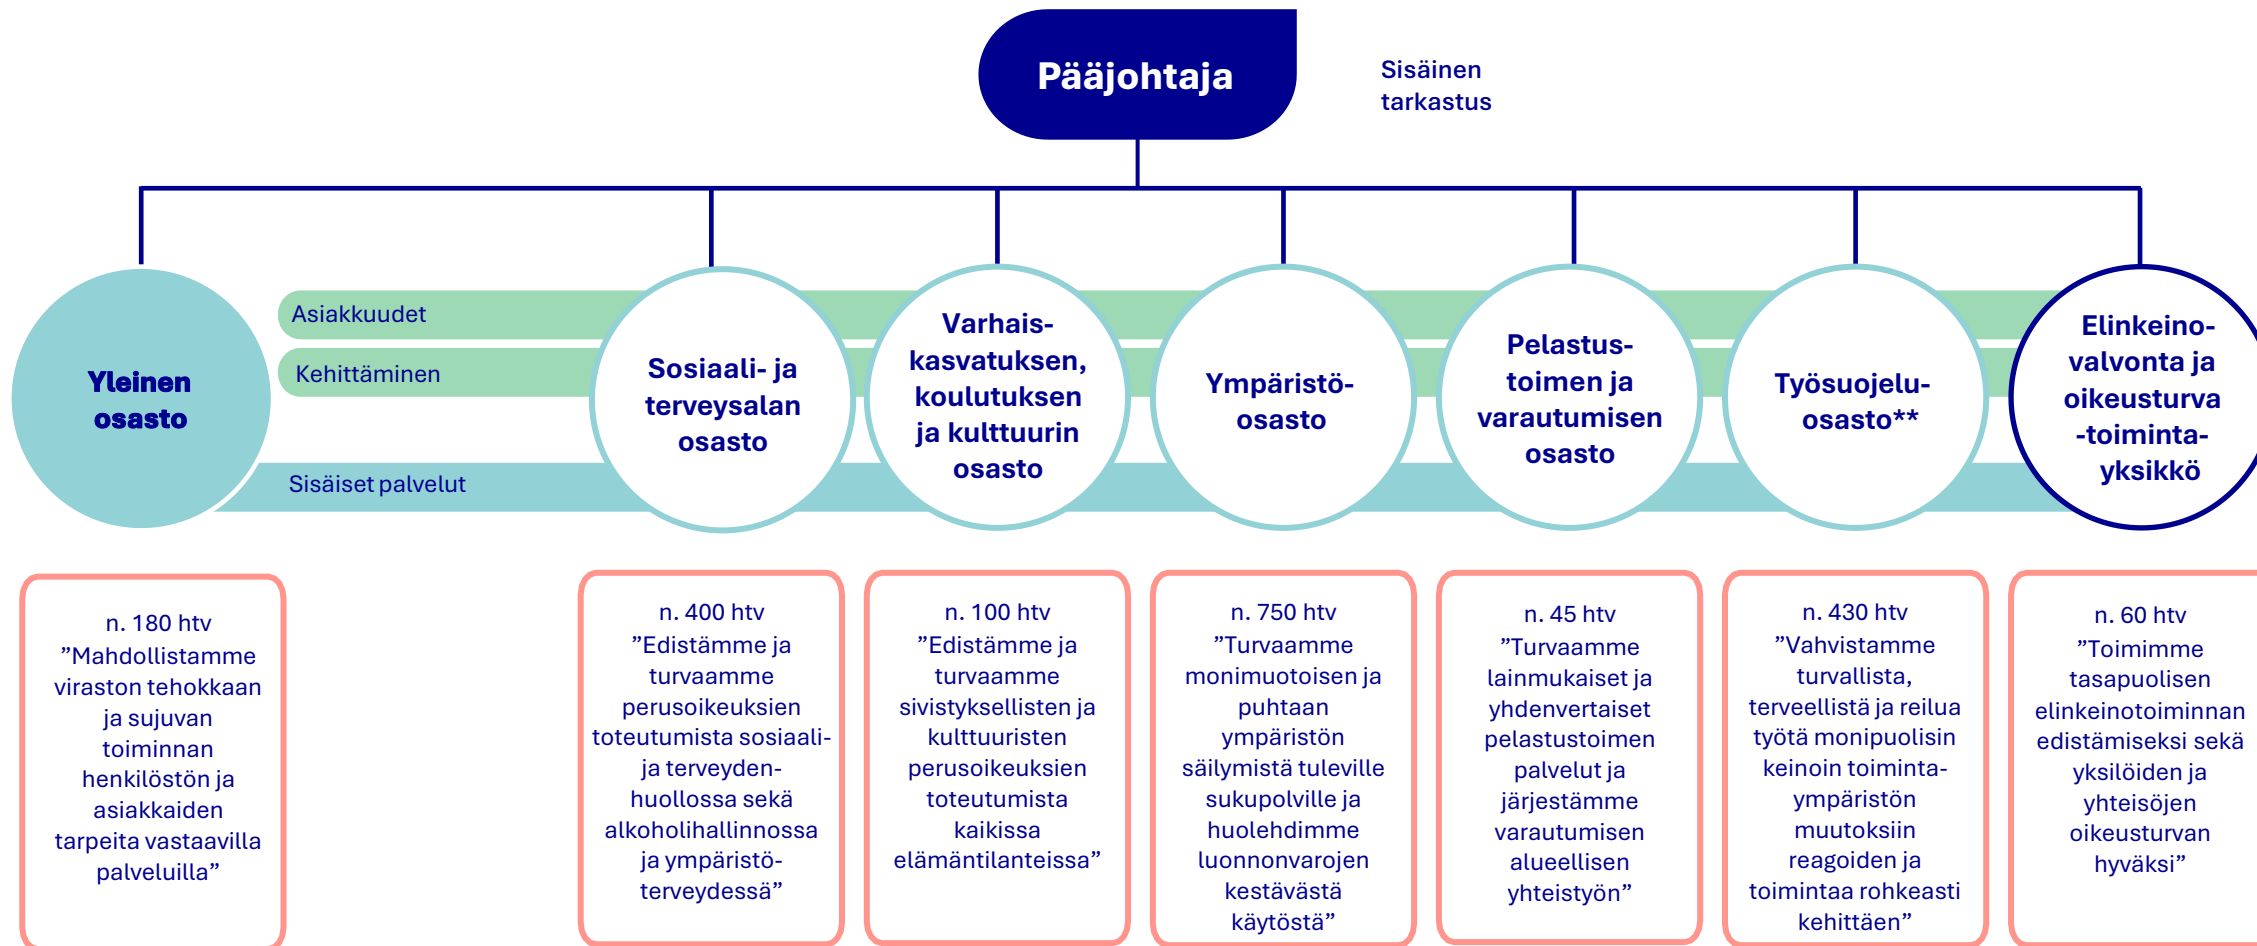 Pääjohtaja
Sisäinen
tarkastus
Asiakkuudet
Kehittäminen
Sisäiset palvelut
Yleinen
osasto
Sosiaali- ja
terveysalan
osasto
Varhais-
kasvatuksen,
koulutuksen
ja kulttuurin
osasto
Ympäristö-
osasto
Pelastus-
toimen ja
varautumisen
osasto
Työsuojelu-
osasto**
Elinkeino-
valvonta ja
oikeusturva
-toiminta-
yksikkö
n. 180 htv
”Mahdollistamme
viraston tehokkaan
ja sujuvan
toiminnan
henkilöstön ja
asiakkaiden
tarpeita vastaavilla
palveluilla”
n. 400 htv
”Edistämme ja
turvaamme
perusoikeuksien
toteutumista sosiaali-
ja terveyden-
huollossa sekä
alkoholihallinnossa
ja ympäristö-
terveydessä”
n. 100 htv
”Edistämme ja
turvaamme
sivistyksellisten ja
kulttuuristen
perusoikeuksien
toteutumista
kaikissa
elämäntilanteissa”
n. 750 htv
”Turvaamme
monimuotoisen ja
puhtaan
ympäristön
säilymistä tuleville
sukupolville ja
huolehdimme
luonnonvarojen
kestävästä
käytöstä”
n. 45 htv
”Turvaamme
lainmukaiset ja
yhdenvertaiset
pelastustoimen
palvelut ja
järjestämme
varautumisen
alueellisen
yhteistyön”
n. 430 htv
”Vahvistamme
turvallista,
terveellistä ja reilua
työtä monipuolisin
keinoin toiminta-
ympäristön
muutoksiin
reagoiden ja
toimintaa rohkeasti
kehittäen”
n. 60 htv
”Toimimme
tasapuolisen
elinkeinotoiminnan
edistämiseksi sekä
yksilöiden ja
yhteisöjen
oikeusturvan
hyväksi”